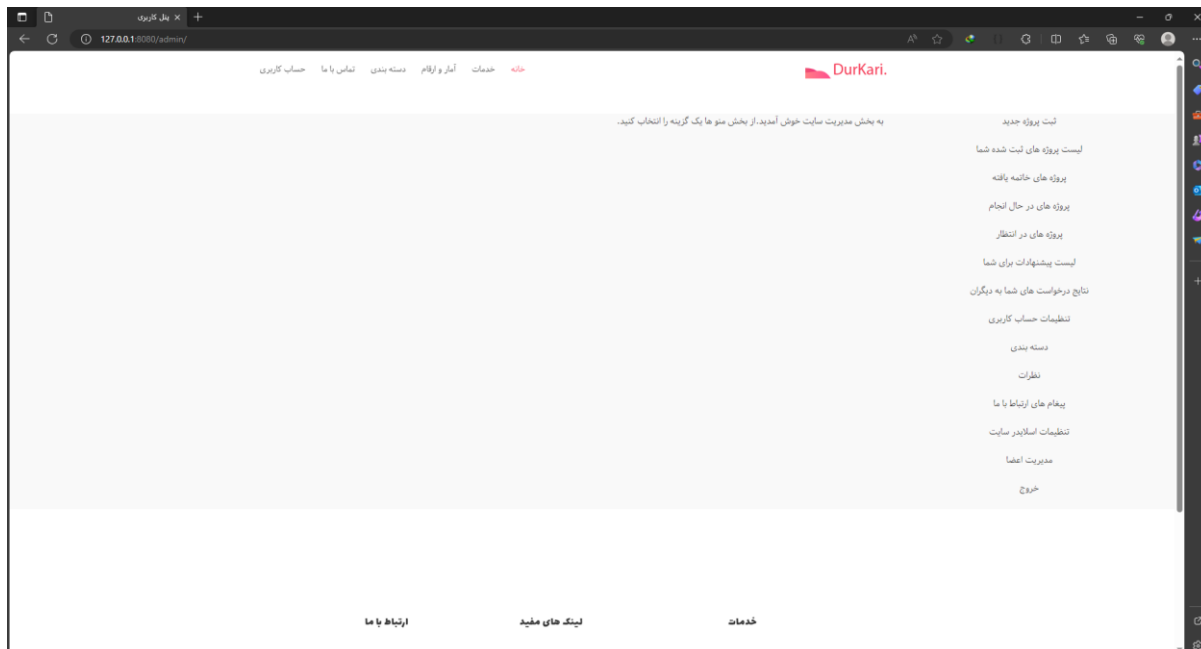 پنل کاربری
127.0.0.1:8080/admin/
DurKari.
خانه خدمات آمار و ارقام دسته بندی تماس با ما حساب کاربری
ثبت پروژه جدید
به بخش مدیریت سایت خوش آمدید.از بخش منو ها یک گزینه را انتخاب کنید.
لیست پروژه های ثبت شده شما
پروژه های خاتمه یافته
پروژه های در حال انجام
پروژه های در انتظار
لیست پیشنهادات برای شما
نتایج درخواست های شما به دیگران
تنظیمات حساب کاربری
دسته بندی
نظرات
پیغام های ارتباط با ما
تنظیمات اسلایدر سایت
مدیریت اعضا
خروج
خدمات لینک های مفید ارتباط با ما